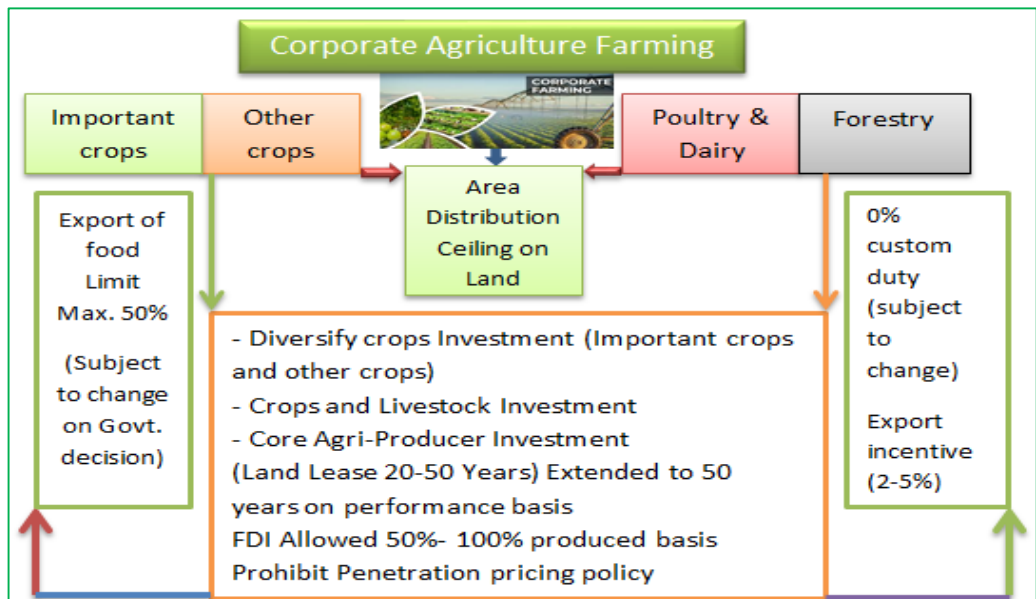 Corporate Agriculture Farming
CORPORATE
FARMING
Important
crops
Other
crops
Poultry &
Dairy
Forestry
Area
Distribution
Ceiling on
Land
Export of
food
Limit
Max. 50%
(Subject
to change
on Govt.
decision)
- Diversify crops Investment (Important crops
and other crops)
- Crops and Livestock Investment
- Core Agri-Producer Investment
(Land Lease 20-50 Years) Extended to 50
years on performance basis
FDI Allowed 50%- 100% produced basis
Prohibit Penetration pricing policy
0%
custom
duty
(subject
to
change)
Export
incentive
(2-5%)